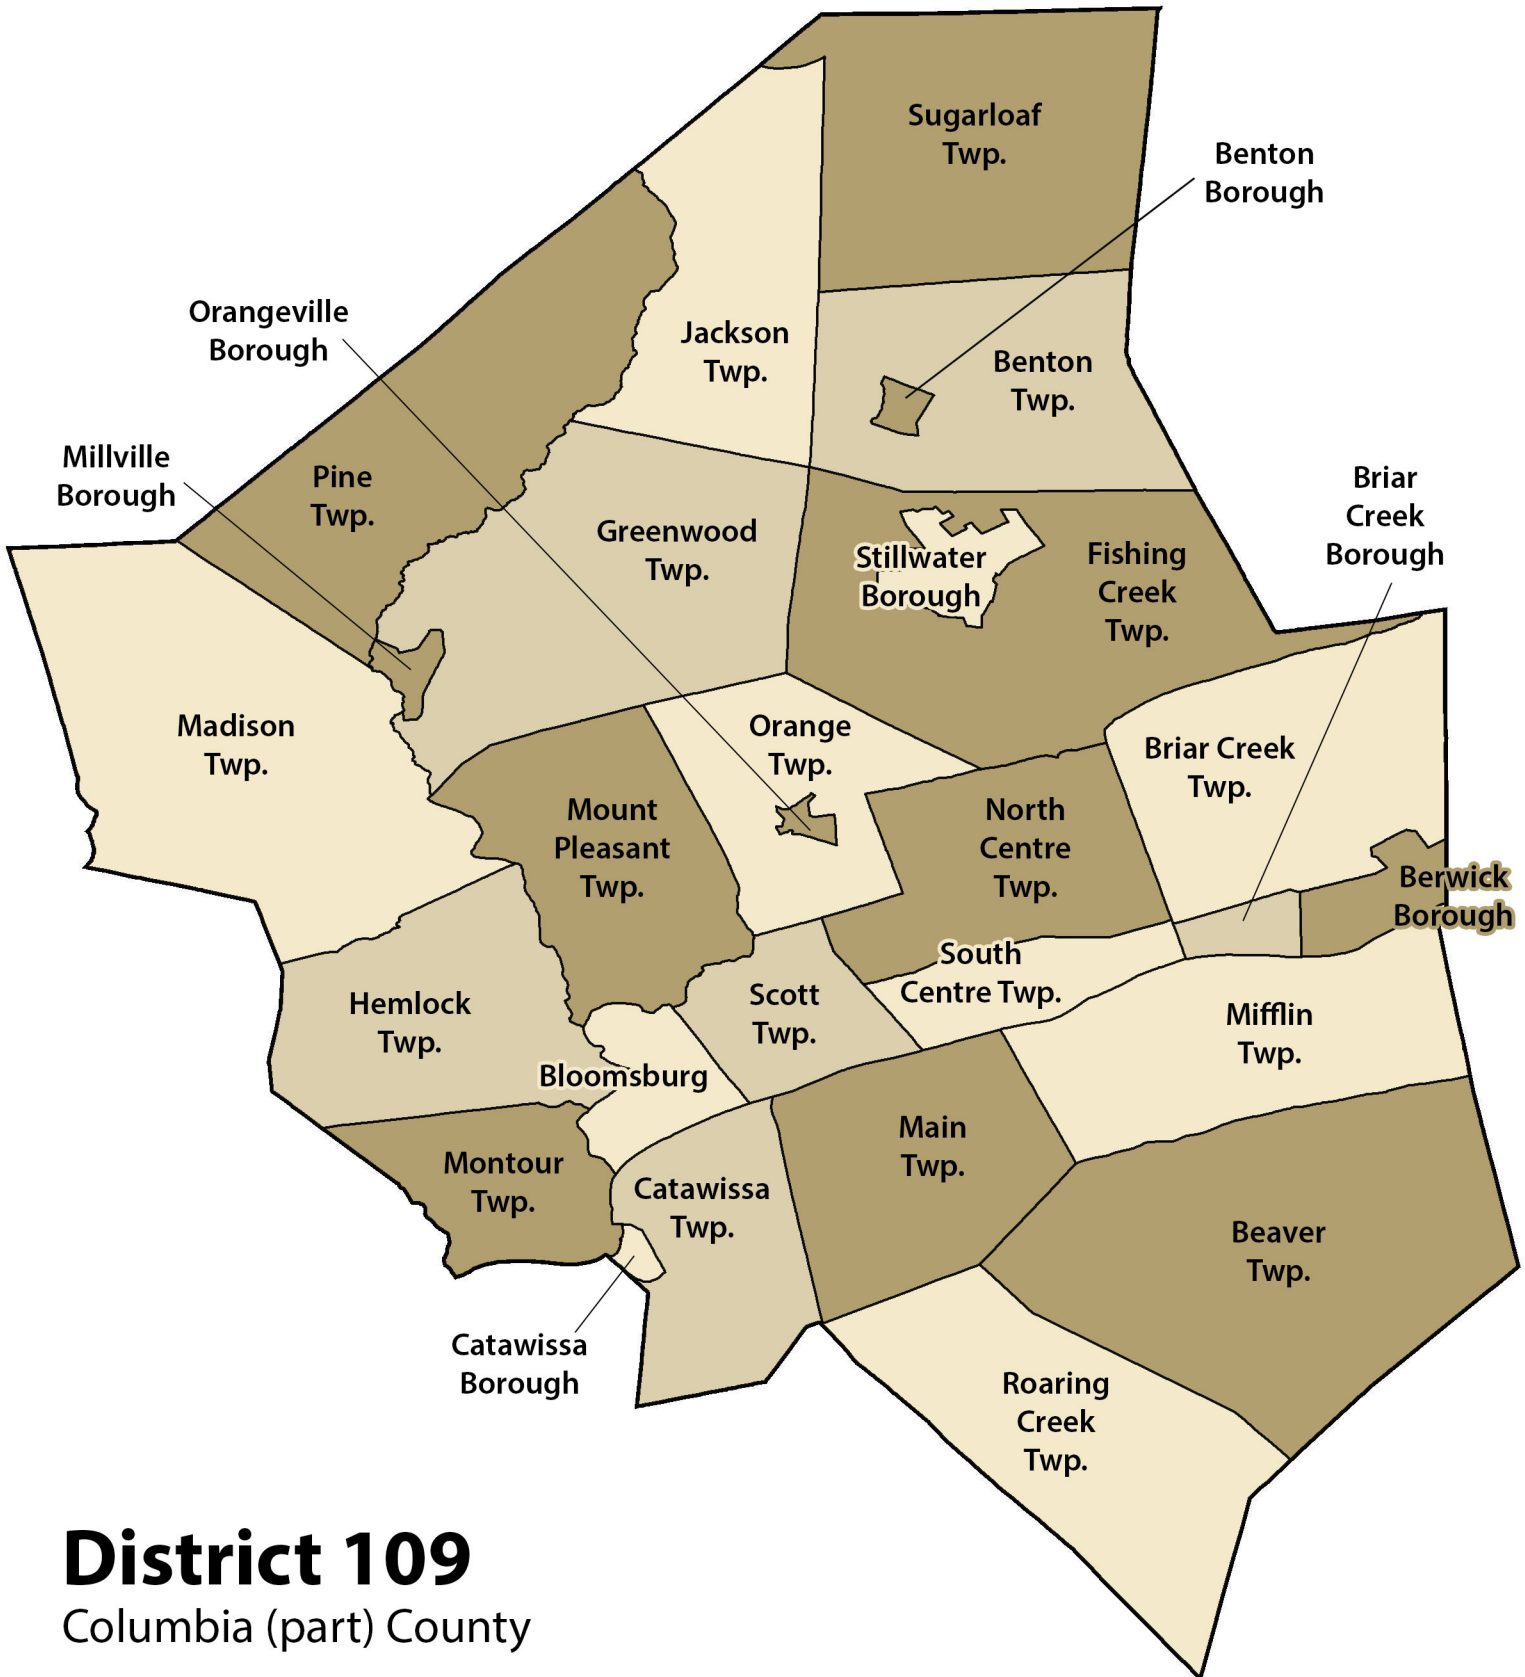 Sugarloaf
Twp.
Benton
Borough
Orangeville
Borough
Jackson
Twp.
Benton
Twp.
Millville
Borough
Pine
Twp.
Briar
Creek
Borough
Greenwood
Twp.
Stillwater
Borough
Fishing
Creek
Twp.
Madison
Twp.
Orange
Twp.
Briar Creek
Twp.
Mount
Pleasant
Twp.
North
Centre
Twp.
Berwick
Borough
South
Centre Twp.
Hemlock
Twp.
Scott
Twp.
Mifflin
Twp.
Bloomsburg
Main
Twp.
Montour
Twp.
Catawissa
Twp.
Beaver
Twp.
Catawissa
Borough
Roaring
Creek
Twp.
District 109
Columbia (part) County